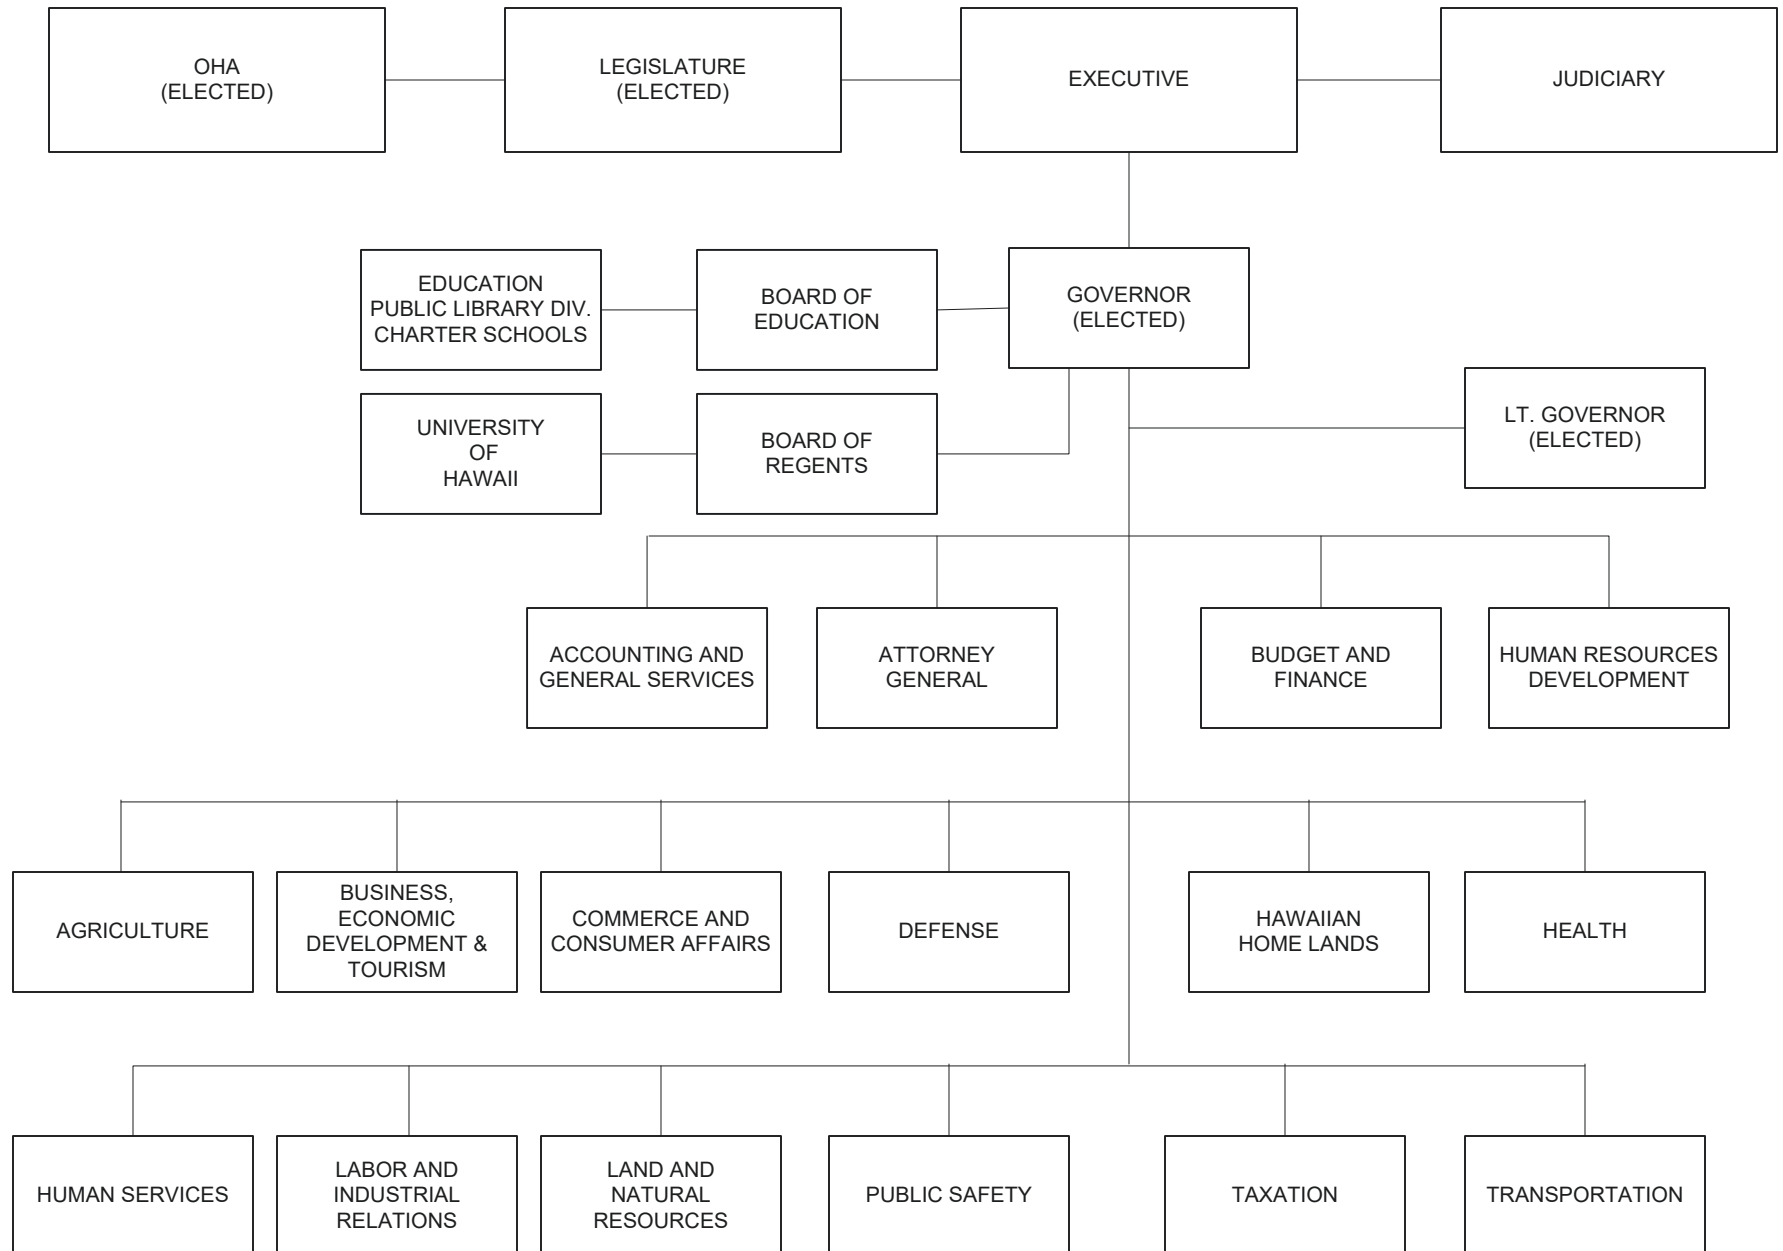 OHA
(ELECTED)
LEGISLATURE
(ELECTED)
EXECUTIVE
JUDICIARY
EDUCATION
PUBLIC LIBRARY DIV.
CHARTER SCHOOLS
BOARD OF
EDUCATION
GOVERNOR
(ELECTED)
UNIVERSITY
OF
HAWAII
BOARD OF
REGENTS
LT. GOVERNOR
(ELECTED)
ACCOUNTING AND
GENERAL SERVICES
ATTORNEY
GENERAL
BUDGET AND
FINANCE
HUMAN RESOURCES
DEVELOPMENT
AGRICULTURE
BUSINESS,
ECONOMIC
DEVELOPMENT &
TOURISM
COMMERCE AND
CONSUMER AFFAIRS
DEFENSE
HAWAIIAN
HOME LANDS
HEALTH
HUMAN SERVICES
LABOR AND
INDUSTRIAL
RELATIONS
LAND AND
NATURAL
RESOURCES
PUBLIC SAFETY
TAXATION
TRANSPORTATION